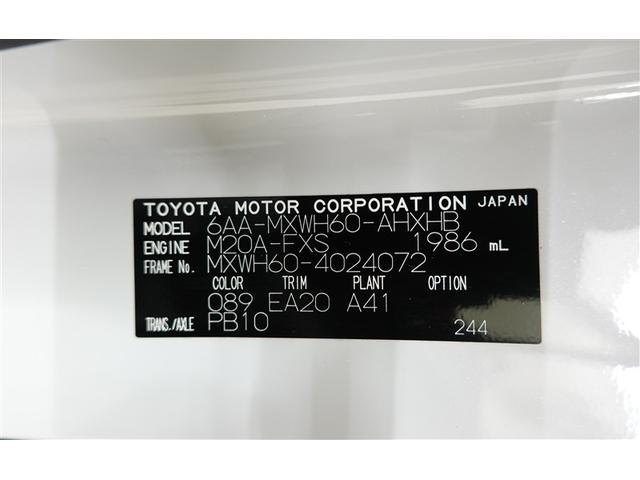 TOYOTA MOTOR CORPORATION JAPAN
MODEL 6AA-MXWH60-AHXHB
ENGINE M20A-FXS 1986 mL
FRAME No. MXWH60-4024072
COLOR TRIM PLANT OPTION
089 EA20 A41
TRANS./AXLE PB10 244